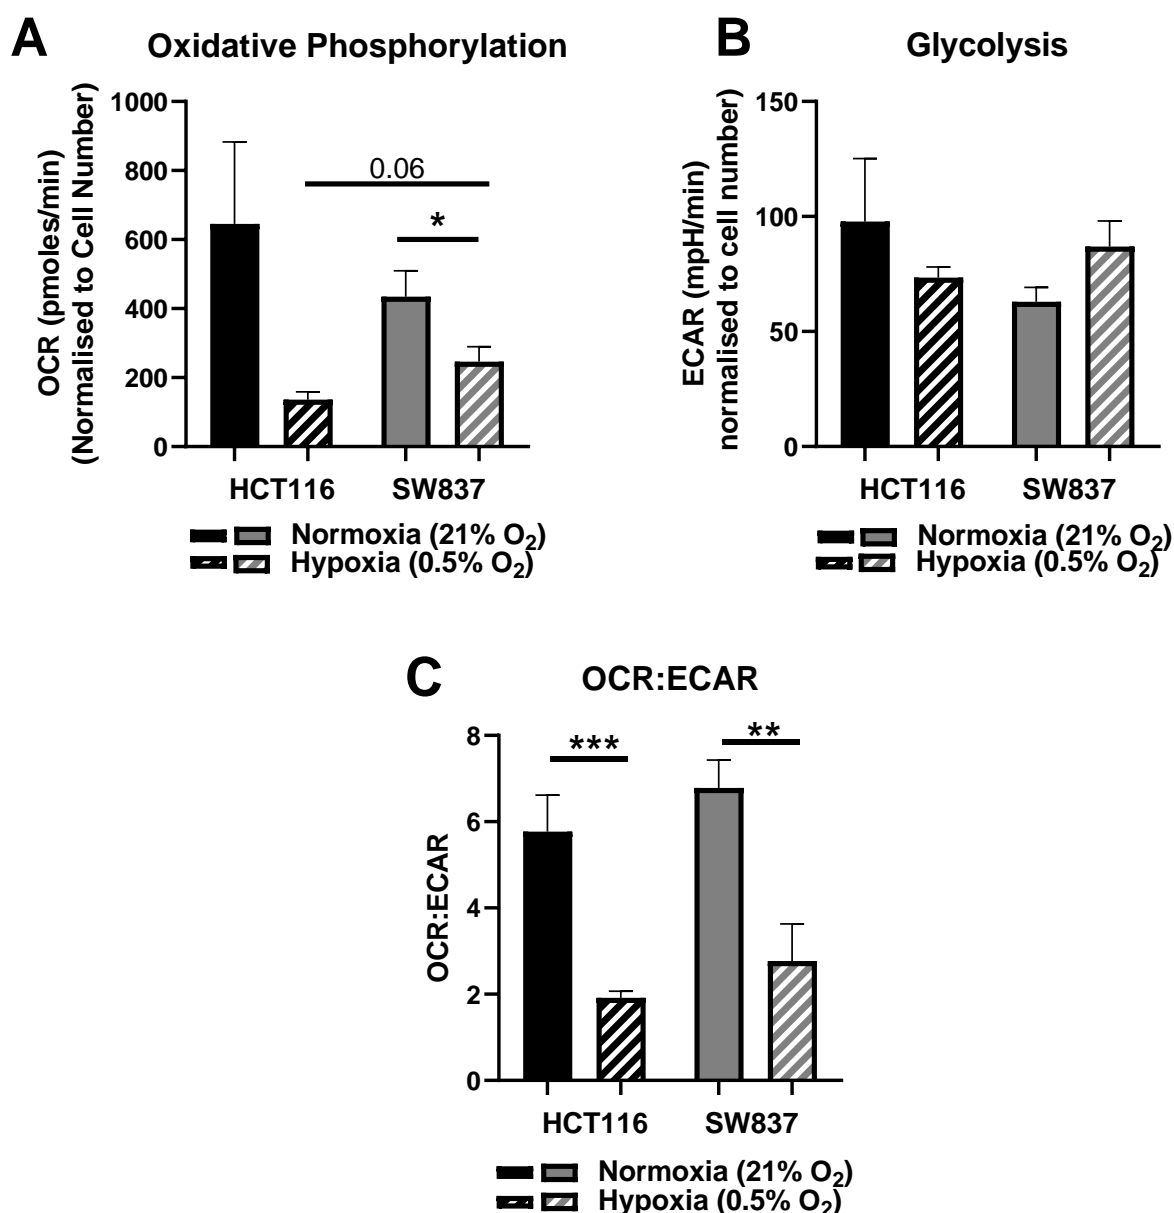 A
Oxidative Phosphorylation
OCR (pmoles/min)
(Normalised to Cell Number)
1000
800
600
400
200
0
0.06
*
HCT116
SW837
Normoxia (21% O2)
Hypoxia (0.5% O2)
B
Glycolysis
ECAR (mpH/min)
normalised to cell number)
150
100
50
0
HCT116
SW837
Normoxia (21% O2)
Hypoxia (0.5% O2)
C
OCR:ECAR
OCR:ECAR
8
6
4
2
0
***
**
HCT116
SW837
Normoxia (21% O2)
Hypoxia (0.5% O2)